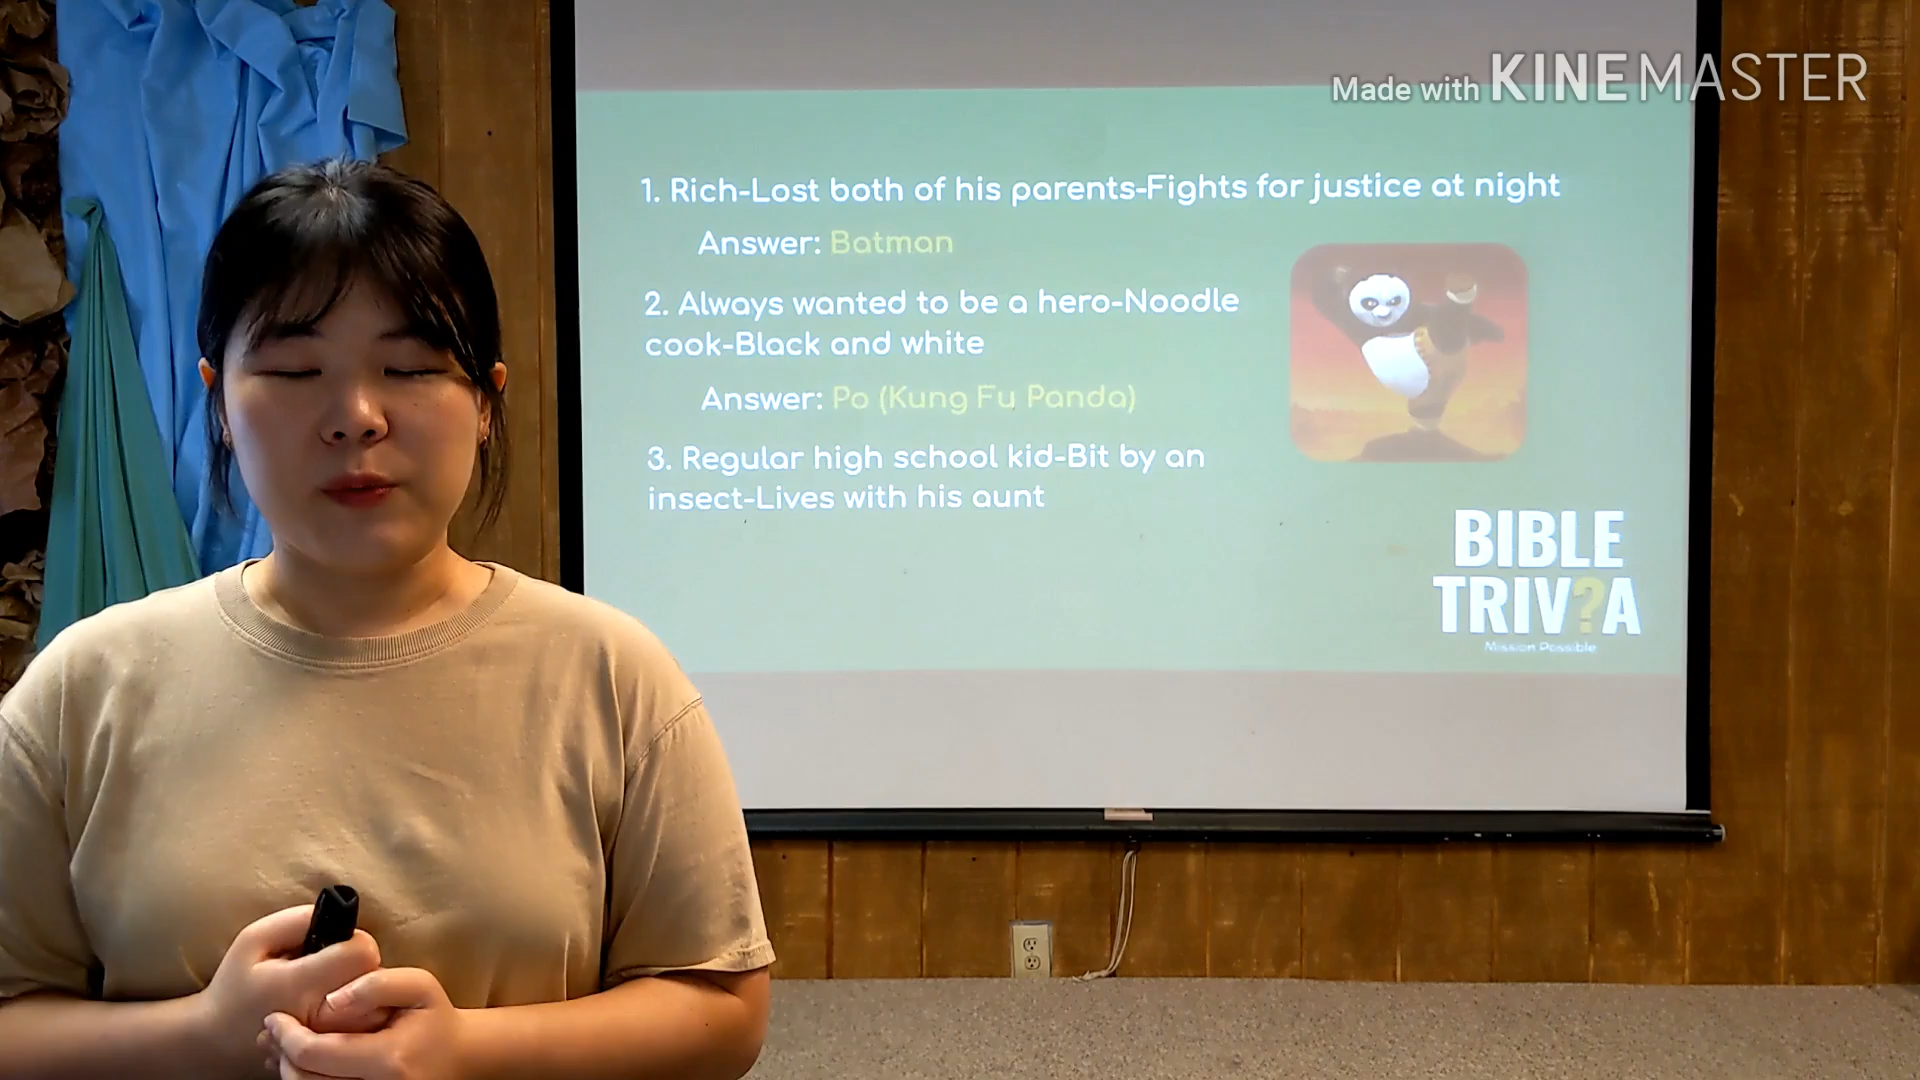 Made with KINEMASTER
1. Rich-Lost both of his parents-Fights for justice at night
Answer: Batman
2. Always wanted to be a hero-Noodle
cook-Black and white
Answer: Po (Kung Fu Panda)
3. Regular high school kid-Bit by an
insect-Lives with his aunt
BIBLE
TRIV?A
Mission Possible